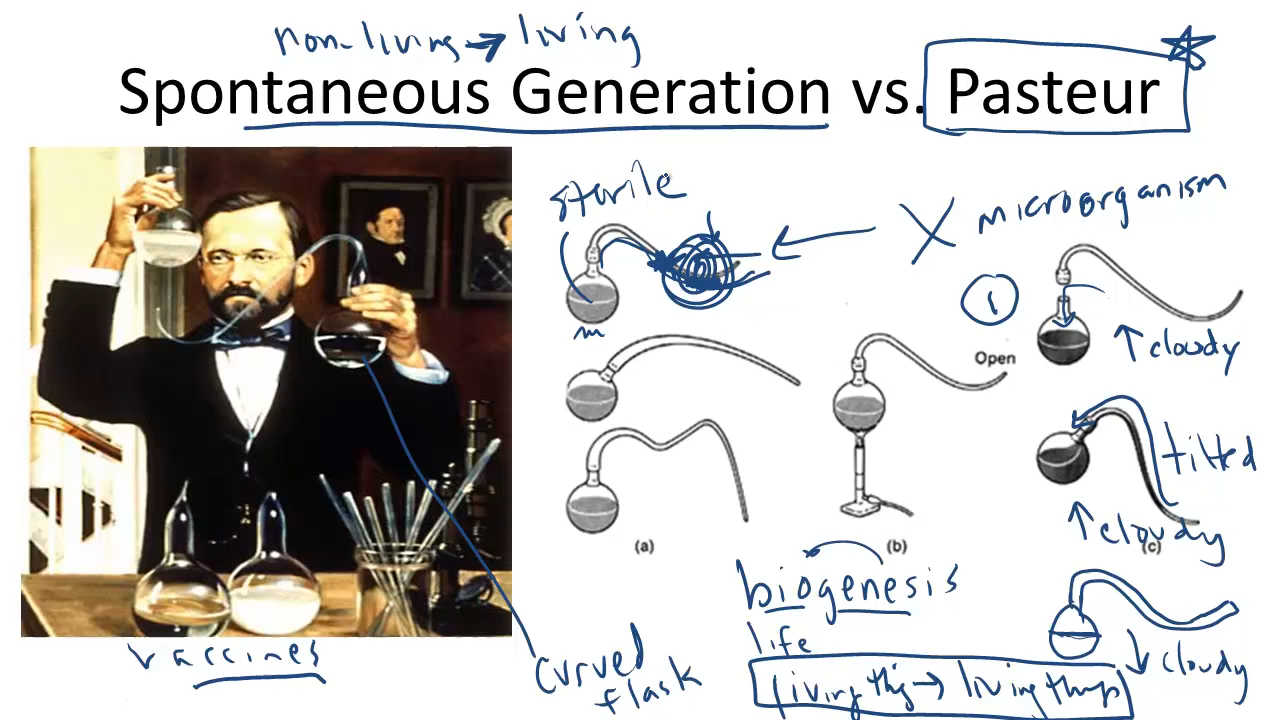 non-living → living
Spontaneous Generation vs. Pasteur
sterile
X microorganism
m
1
↑ cloudy
Open
tilted
↑ cloudy
(a)
(b)
(c)
biogenesis
life
living thing → living things
↓ cloudy
vaccines
curved
flask